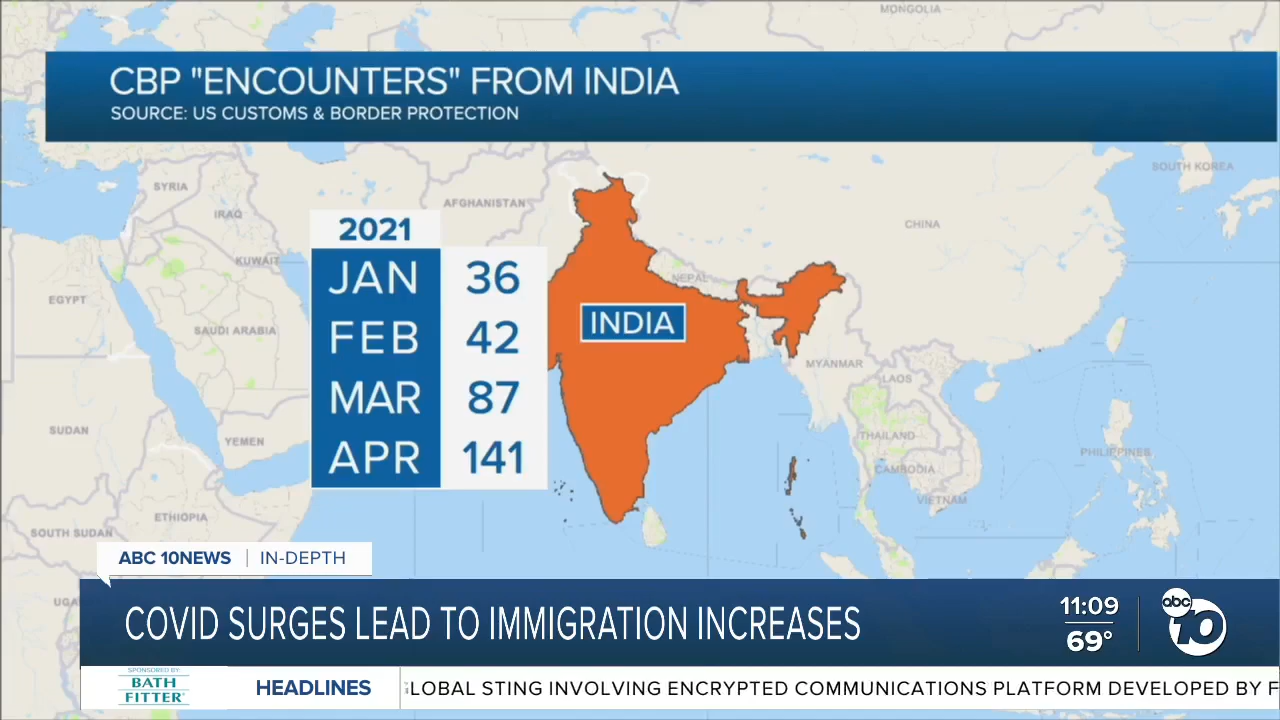 MONGOLIA
CBP "ENCOUNTERS" FROM INDIA
SOURCE: US CUSTOMS & BORDER PROTECTION
SOUTH KOREA
SYRIA
AFGHANISTAN
IRAQ
CHINA
2021
KUWAIT
JAN 36
NEPAL
EGYPT
INDIA
SAUDI ARABIA
FEB 42
MYANMAR
LAOS
MAR 87
SUDAN
YEMEN
THAILAND
PHILIPPINES
APR 141
CAMBODIA
VIETNAM
ETHIOPIA
SOUTH SUDAN
ABC 10NEWS | IN-DEPTH
UGA
COVID SURGES LEAD TO IMMIGRATION INCREASES
11:09
69°
abc
10
SPONSORED BY:
BATH
FITTER®
HEADLINES
LOBAL STING INVOLVING ENCRYPTED COMMUNICATIONS PLATFORM DEVELOPED BY F